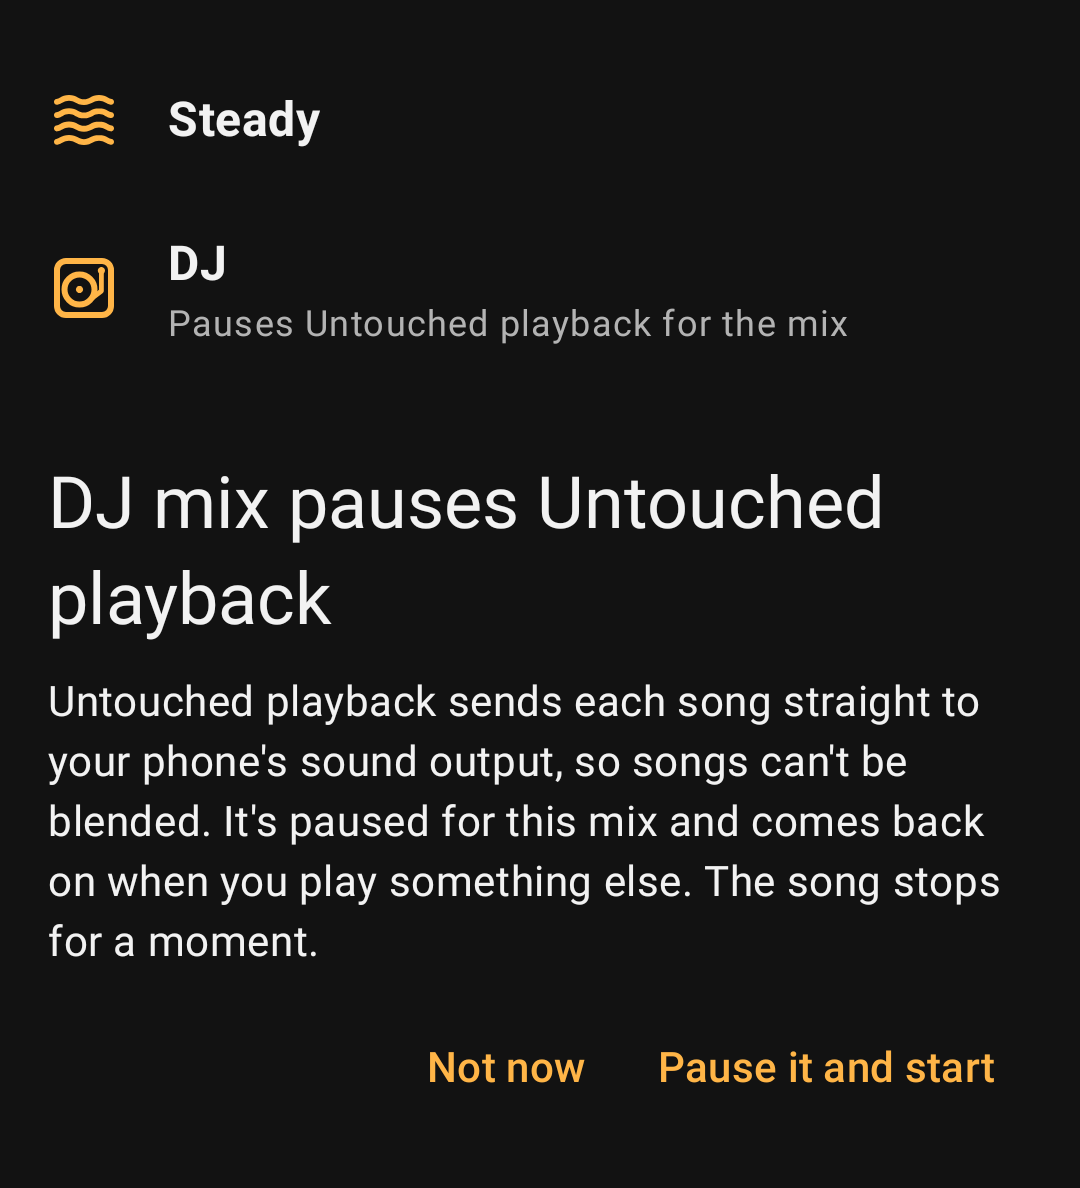 Steady
DJ
Pauses Untouched playback for the mix
DJ mix pauses Untouched
playback
Untouched playback sends each song straight to
your phone's sound output, so songs can't be
blended. It's paused for this mix and comes back
on when you play something else. The song stops
for a moment.
Not now
Pause it and start